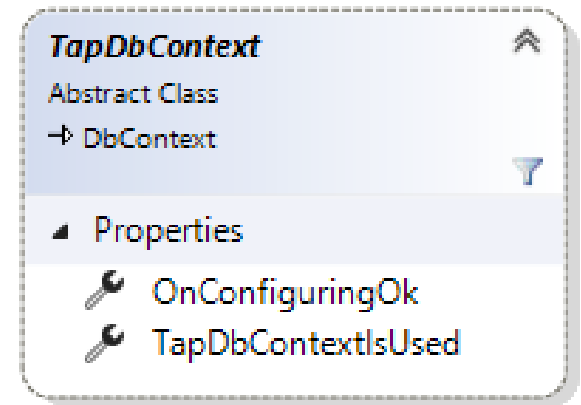 TapDbContext
Abstract Class
DbContext
Properties
OnConfiguringOk
TapDbContextIsUsed